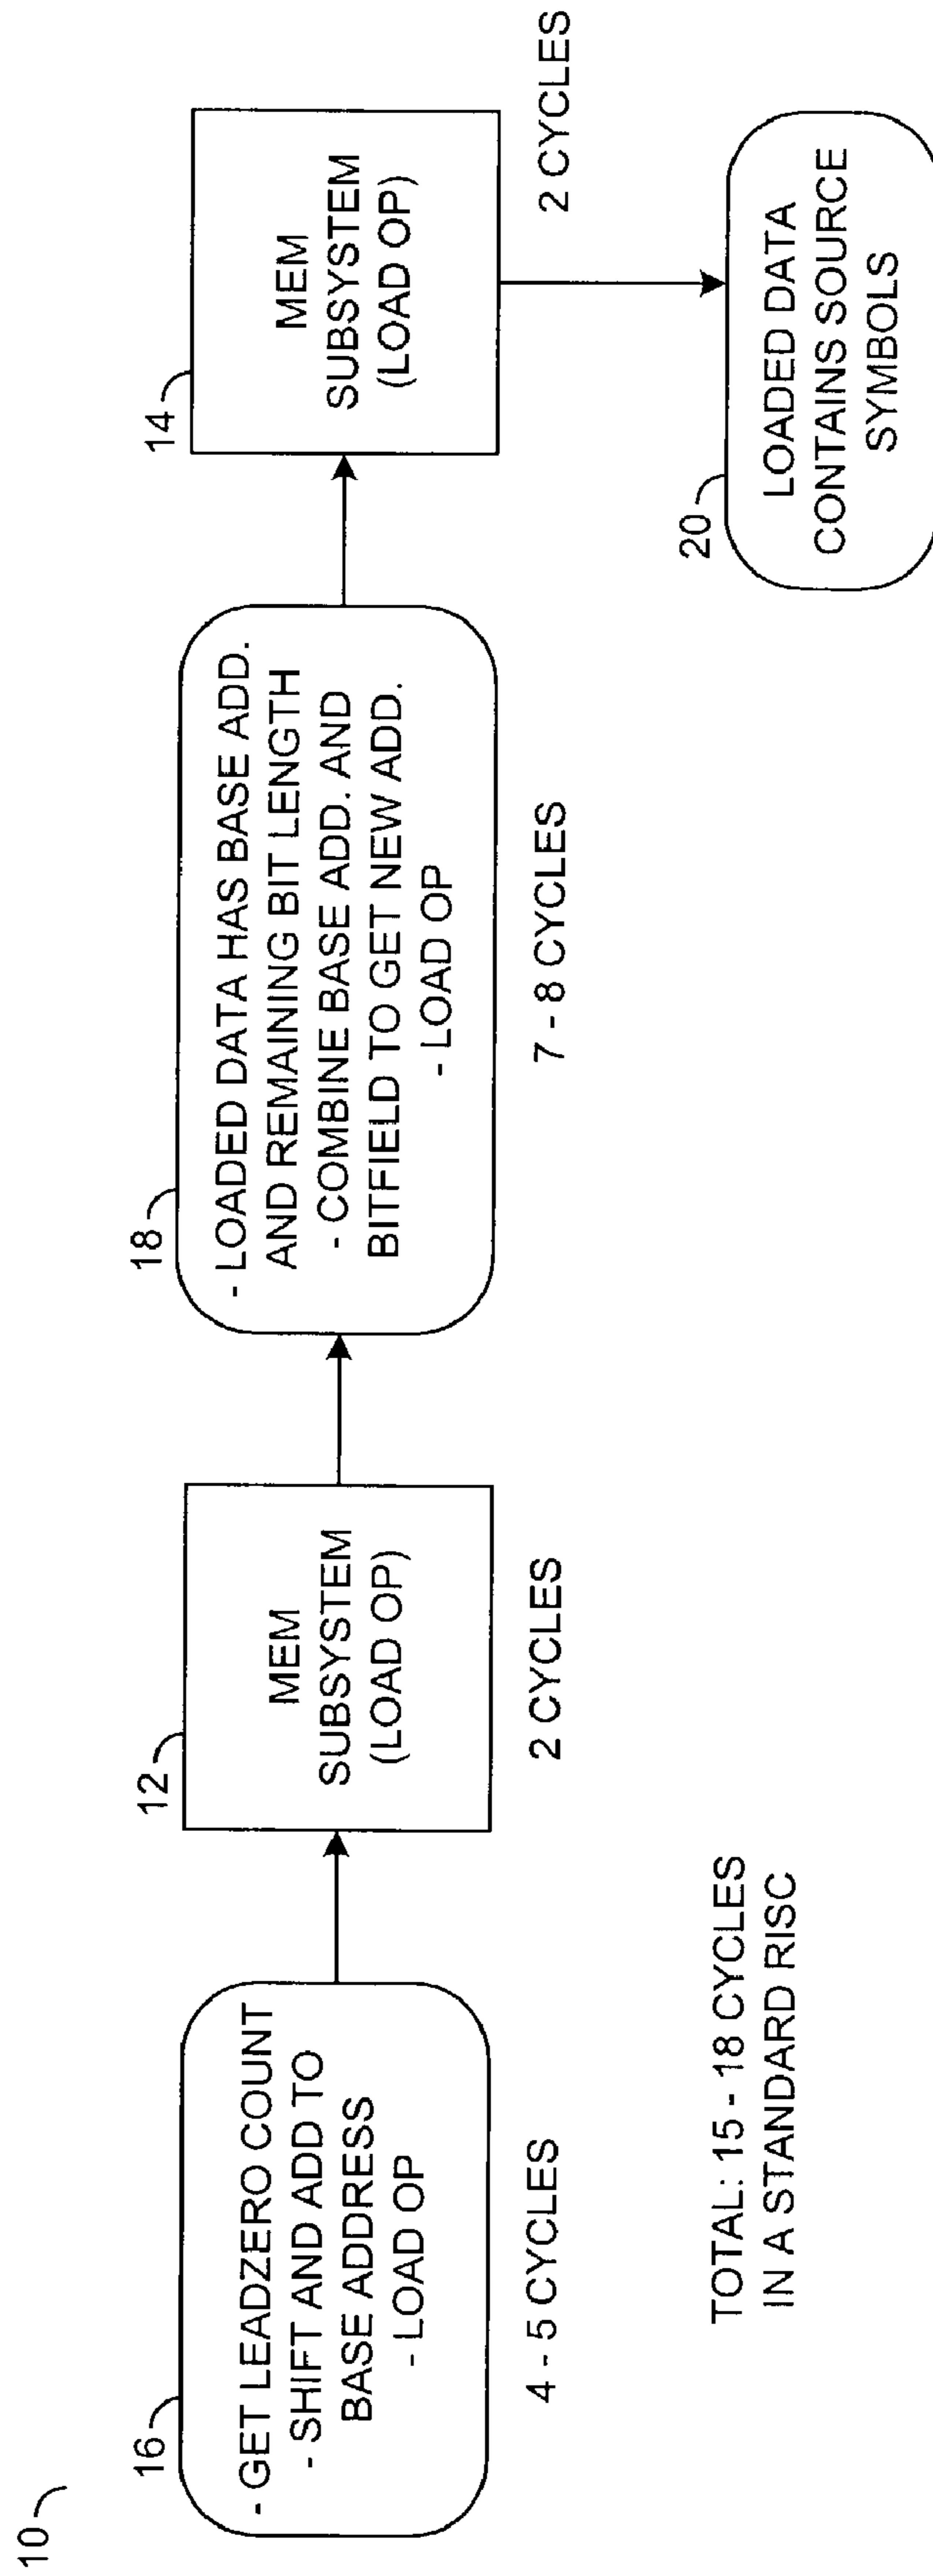 10
16
- GET LEADZERO COUNT
- SHIFT AND ADD TO
BASE ADDRESS
- LOAD OP
4 - 5 CYCLES
12
MEM
SUBSYSTEM
(LOAD OP)
2 CYCLES
18
- LOADED DATA HAS BASE ADD.
AND REMAINING BIT LENGTH
- COMBINE BASE ADD. AND
BITFIELD TO GET NEW ADD.
- LOAD OP
7 - 8 CYCLES
14
MEM
SUBSYSTEM
(LOAD OP)
2 CYCLES
20
LOADED DATA
CONTAINS SOURCE
SYMBOLS
TOTAL: 15 - 18 CYCLES
IN A STANDARD RISC